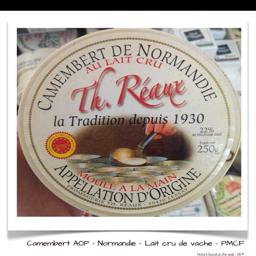 CAMEMBERT DE NORMANDIE
AU LAIT CRU
Th. Réaux
la Tradition depuis 1930
22%
250g
MOULÉ A LA MAIN
APPELLATION D'ORIGINE
Camembert AOP - Normandie - Lait cru de vache - PMCF